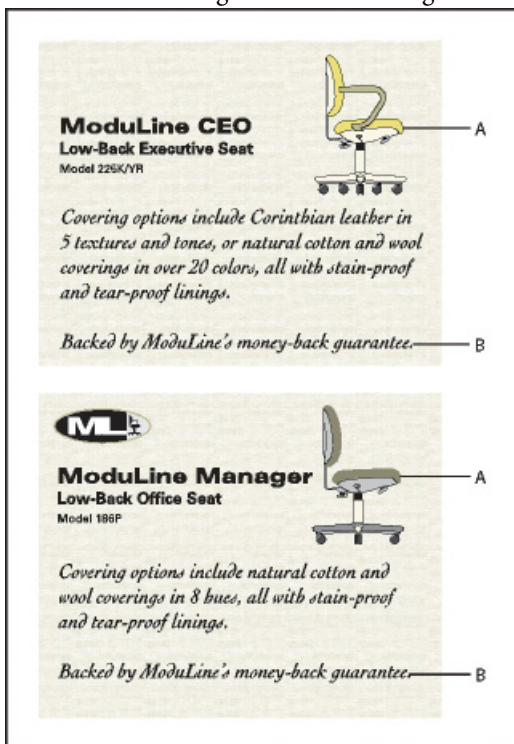 ModuLine CEO
Low-Back Executive Seat
Model 226K/YR
A
Covering options include Corinthian leather in
5 textures and tones, or natural cotton and wool
coverings in over 20 colors, all with stain-proof
and tear-proof linings.
Backed by ModuLine's money-back guarantee.
B
ML
ModuLine Manager
Low-Back Office Seat
Model 186P
A
Covering options include natural cotton and
wool coverings in 8 hues, all with stain-proof
and tear-proof linings.
Backed by ModuLine's money-back guarantee.
B